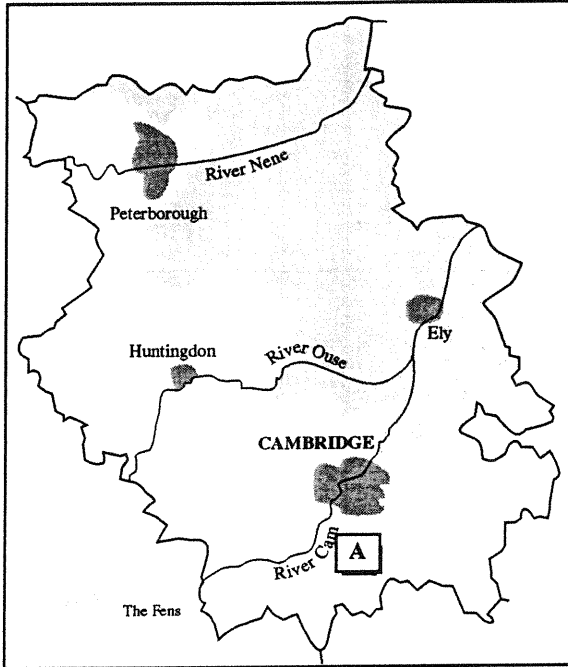 River Nene
Peterborough
Ely
Huntingdon
River Ouse
CAMBRIDGE
River Cam
A
The Fens